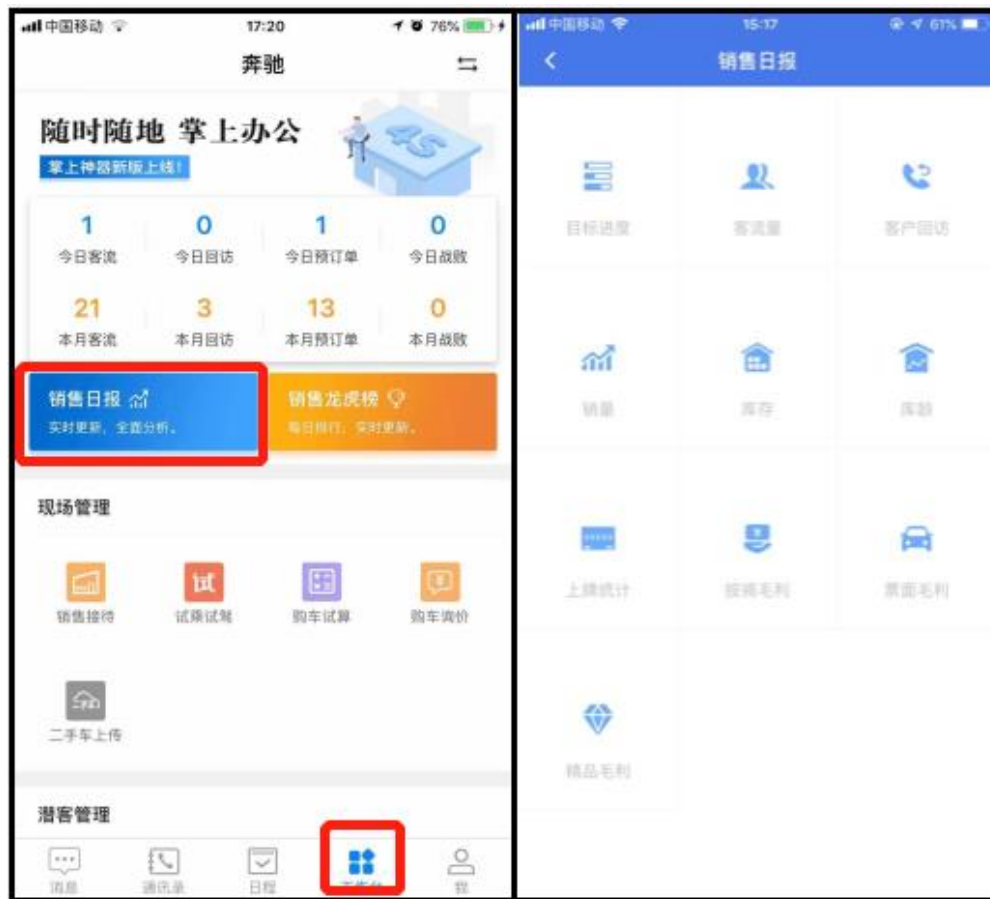 中国移动 17:20 76%
奔驰
随时随地 掌上办公
掌上神器新版上线!
4S
1 0 1 0
今日客流 今日回访 今日预订单 今日战败
21 3 13 0
本月客流 本月回访 本月预订单 本月战败
销售日报 销售龙虎榜
实时更新，全面分析。 每日排行，实时更新。
现场管理
试
销售接待 试乘试驾 购车试算 购车询价
二手车上传
潜客管理
消息 通讯录 日程 工作台 我
中国移动 15:17 61%
销售日报
目标进度 客流量 客户回访
销量 库存 库龄
上牌统计 按揭毛利 票面毛利
精品毛利